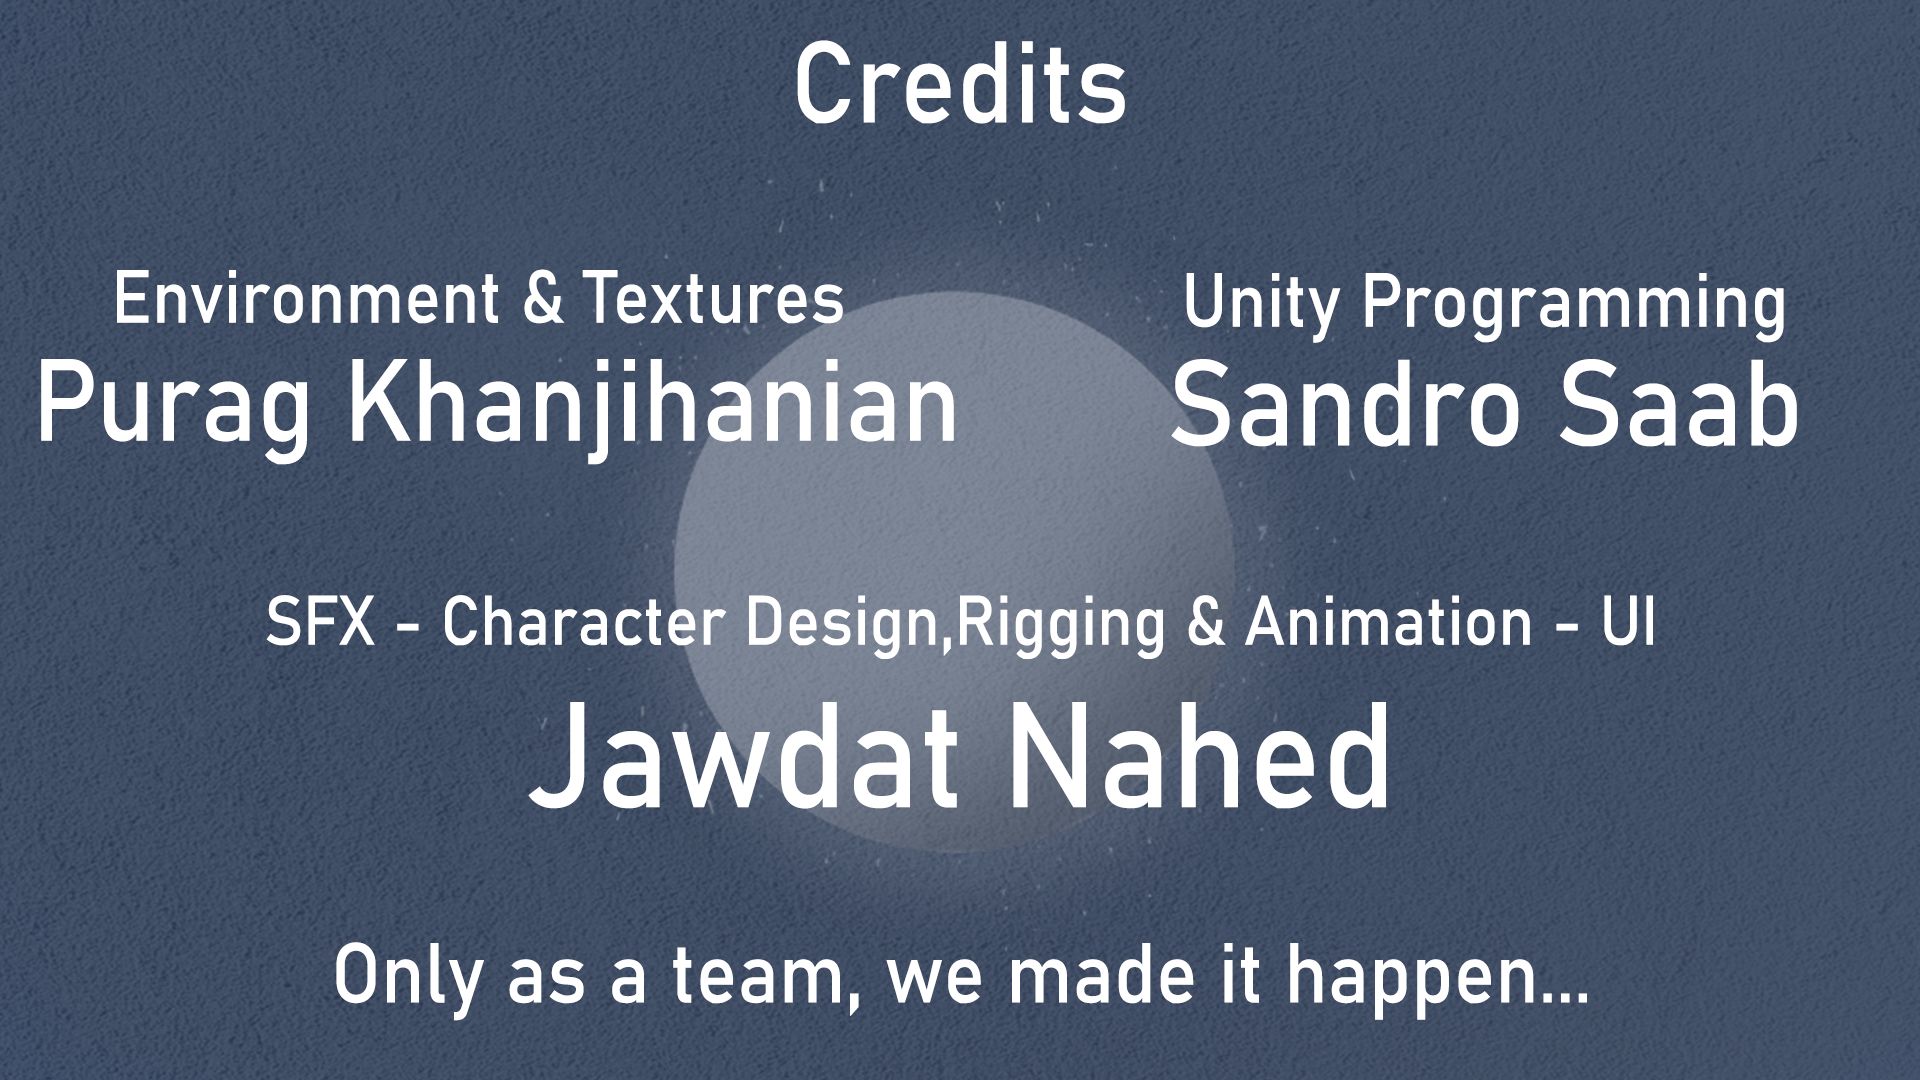 Credits
Environment & Textures
Purag Khanjihanian
Unity Programming
Sandro Saab
SFX - Character Design,Rigging & Animation - UI
Jawdat Nahed
Only as a team, we made it happen...